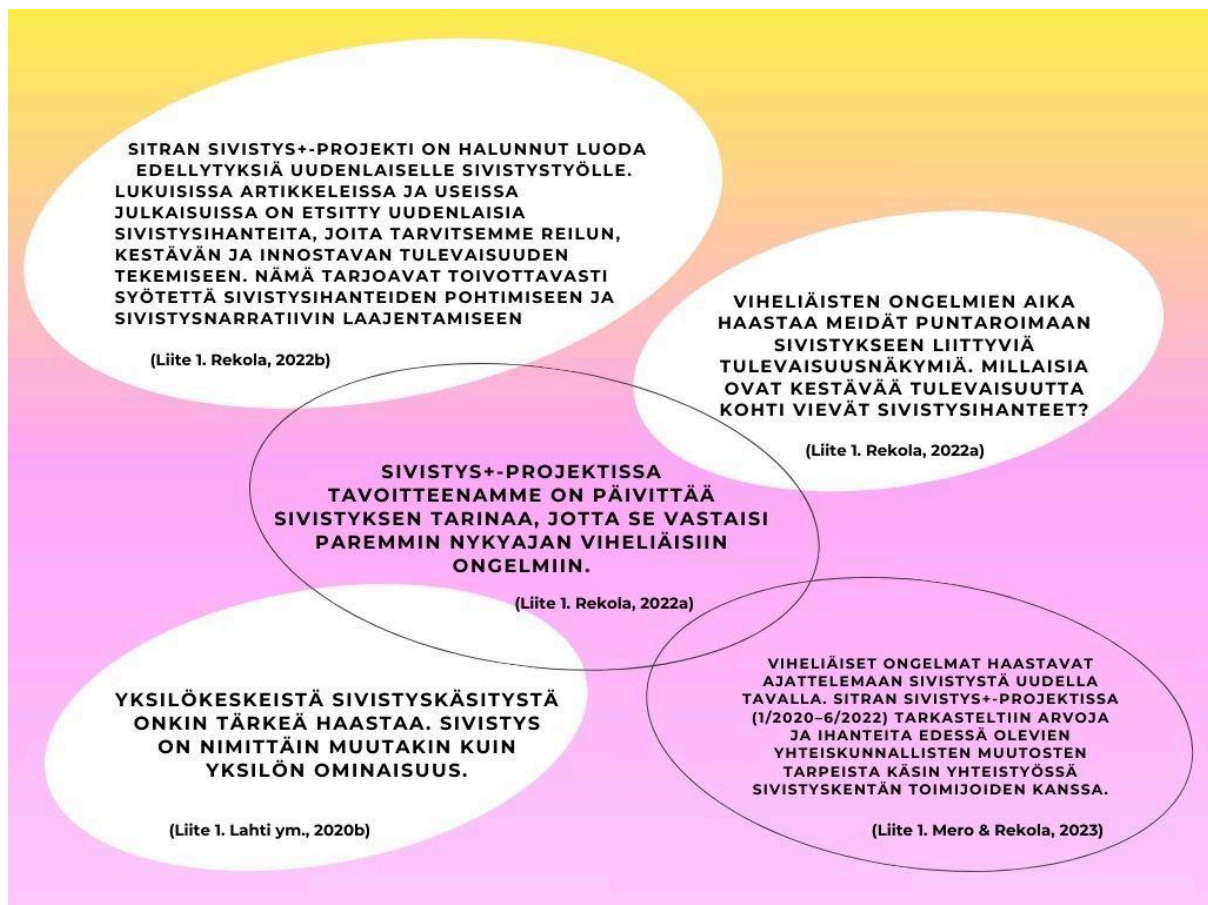 SITRAN SIVISTYS+-PROJEKTI ON HALUNNUT LUODA
EDELLYTYKSIÄ UUDENLAISELLE SIVISTYSTYÖLLE.
LUKUISISSA ARTIKKELEISSA JA USEISSA
JULKAISUISSA ON ETSITTY UUDENLAISIA
SIVISTYSIHANTEITA, JOITA TARVITSEMME REILUN,
KESTÄVÄN JA INNOSTAVAN TULEVAISUUDEN
TEKEMISEEN. NÄMÄ TARJOAVAT TOIVOTTAVASTI
SYÖTETTÄ SIVISTYSIHANTEIDEN POHTIMISEEN JA
SIVISTYSNARRATIIVIN LAAJENTAMISEEN
(Liite 1. Rekola, 2022b)
VIHELIÄISTEN ONGELMIEN AIKA
HAASTAA MEIDÄT PUNTAROIMAAN
SIVISTYKSEEN LIITTYVIÄ
TULEVAISUUSNÄKYMIÄ. MILLAISIA
OVAT KESTÄVÄÄ TULEVAISUUTTA
KOHTI VIEVÄT SIVISTYSIHANTEET?
(Liite 1. Rekola, 2022a)
SIVISTYS+-PROJEKTISSA
TAVOITTEENAMME ON PÄIVITTÄÄ
SIVISTYKSEN TARINAA, JOTTA SE VASTAISI
PAREMMIN NYKYAJAN VIHELIÄISIIN
ONGELMIIN.
(Liite 1. Rekola, 2022a)
YKSILÖKESKEISTÄ SIVISTYSKÄSITYSTÄ
ONKIN TÄRKEÄ HAASTAA. SIVISTYS
ON NIMITTÄIN MUUTAKIN KUIN
YKSILÖN OMINAISUUS.
(Liite 1. Lahti ym., 2020b)
VIHELIÄISET ONGELMAT HAASTAVAT
AJATTELEMAAN SIVISTYSTÄ UUDELLA
TAVALLA. SITRAN SIVISTYS+-PROJEKTISSA
(1/2020–6/2022) TARKASTELTIIN ARVOJA
JA IHANTEITA EDESSÄ OLEVIEN
YHTEISKUNNALLISTEN MUUTOSTEN
TARPEISTA KÄSIN YHTEISTYÖSSÄ
SIVISTYSKENTÄN TOIMIJOIDEN KANSSA.
(Liite 1. Mero & Rekola, 2023)